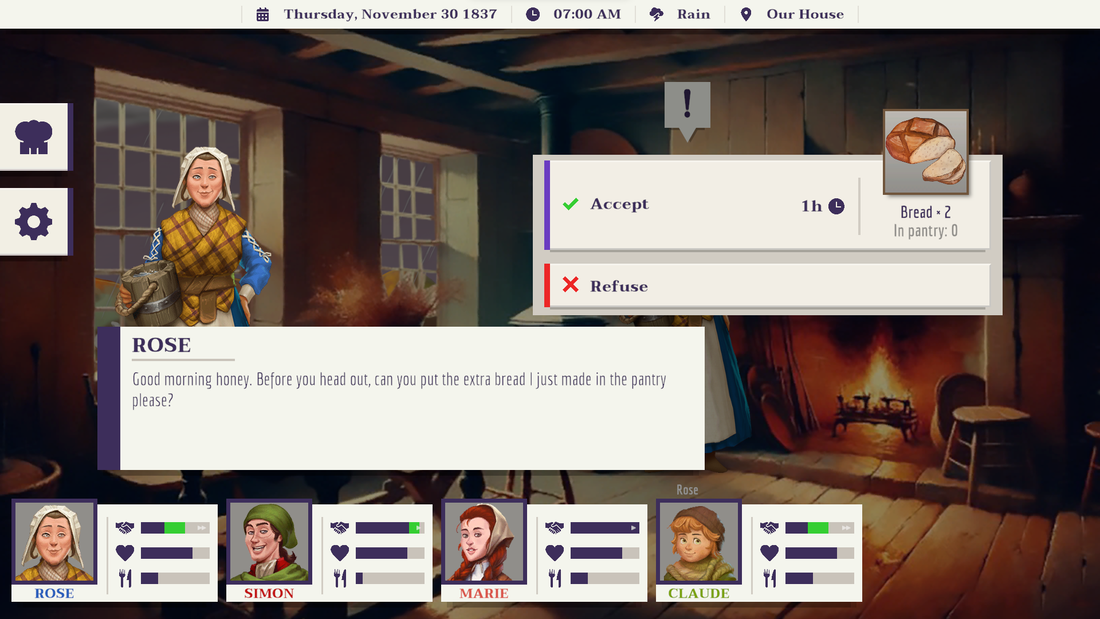 Thursday, November 30 1837
07:00 AM
Rain
Our House
!
Accept
1h
Bread × 2
In pantry: 0
Refuse
ROSE
Good morning honey. Before you head out, can you put the extra bread I just made in the pantry
please?
Rose
ROSE
SIMON
MARIE
CLAUDE